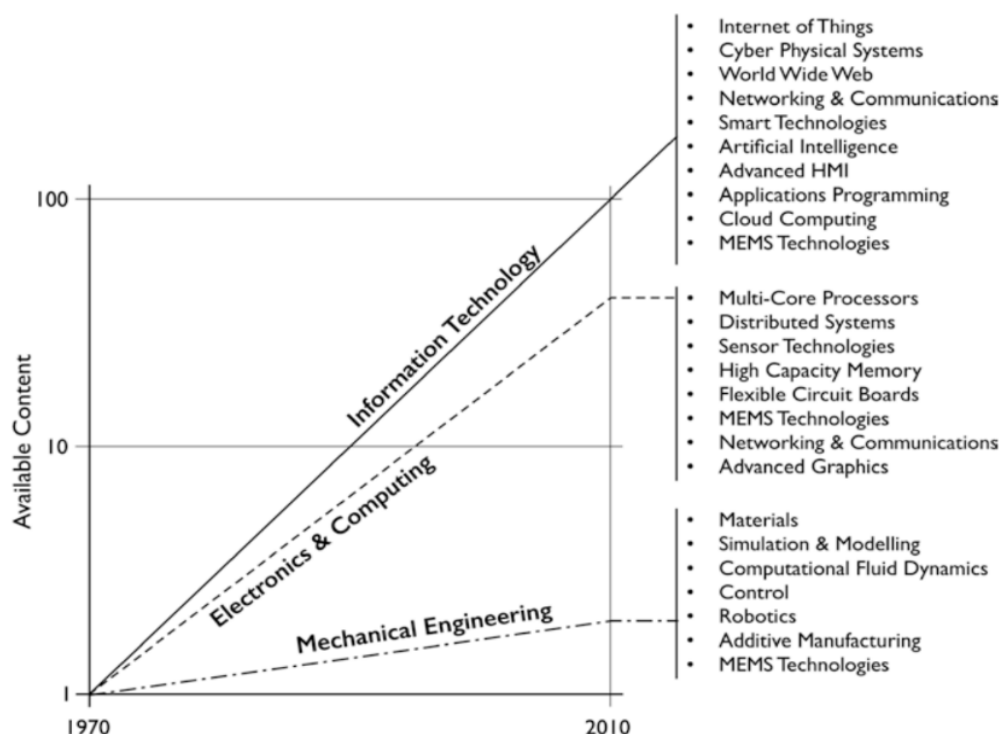 • Internet of Things
• Cyber Physical Systems
• World Wide Web
• Networking & Communications
• Smart Technologies
• Artificial Intelligence
• Advanced HMI
• Applications Programming
• Cloud Computing
• MEMS Technologies
• Multi-Core Processors
• Distributed Systems
• Sensor Technologies
• High Capacity Memory
• Flexible Circuit Boards
• MEMS Technologies
• Networking & Communications
• Advanced Graphics
• Materials
• Simulation & Modelling
• Computational Fluid Dynamics
• Control
• Robotics
• Additive Manufacturing
• MEMS Technologies
Available Content
100
10
1
1970
2010
Information Technology
Electronics & Computing
Mechanical Engineering